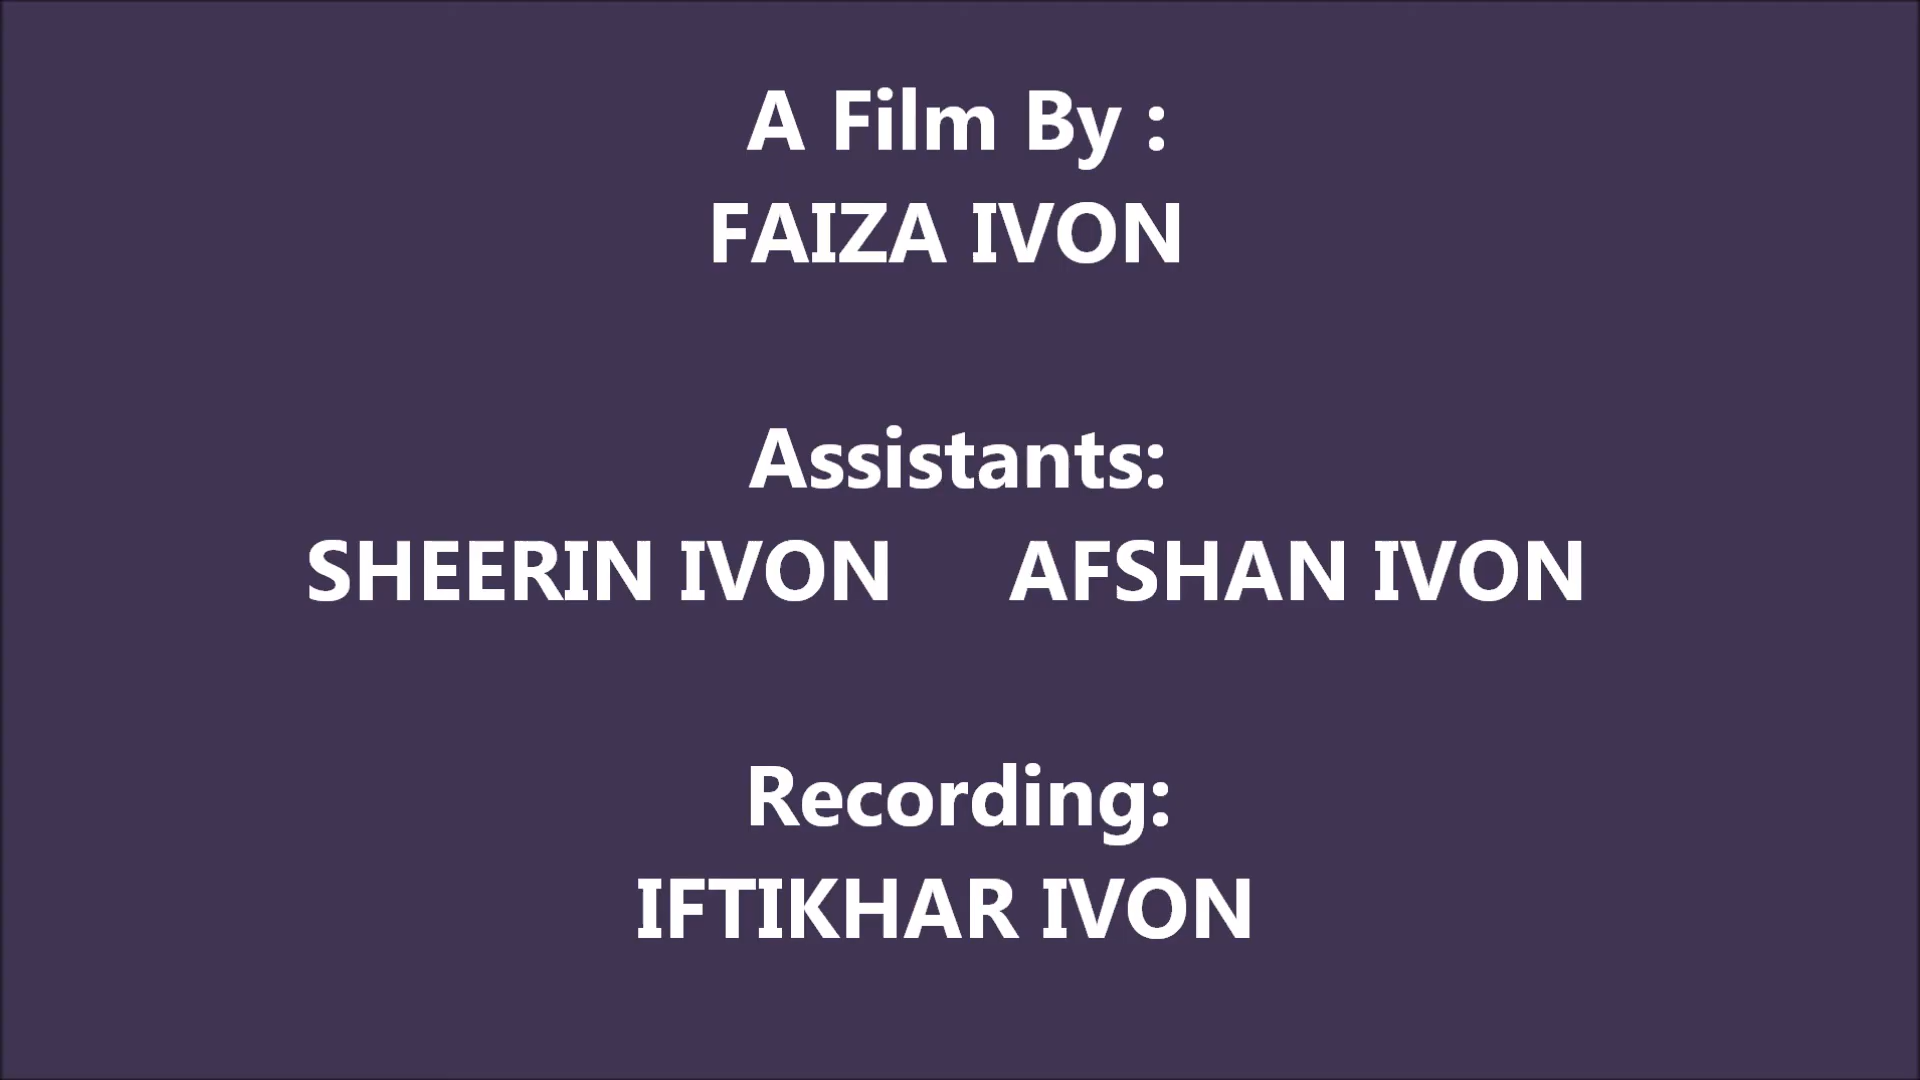 A Film By :
FAIZA IVON
Assistants:
SHEERIN IVON AFSHAN IVON
Recording:
IFTIKHAR IVON